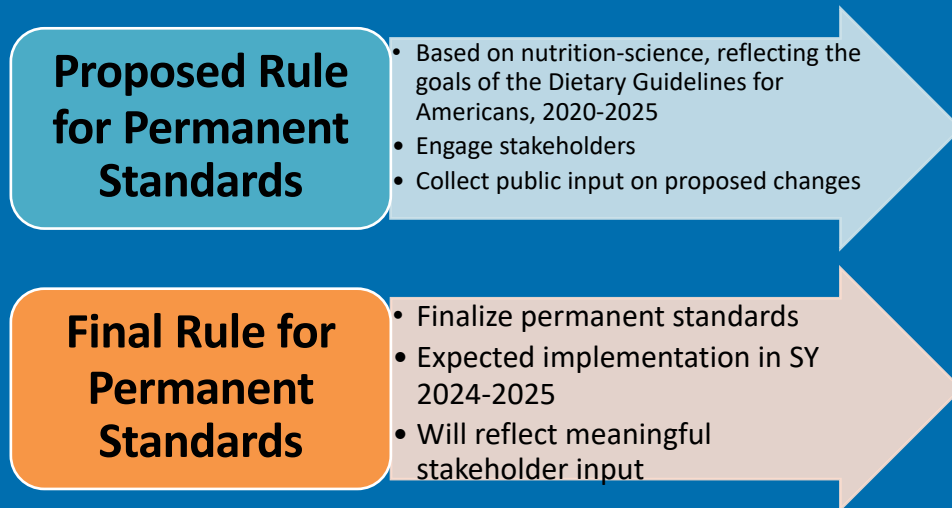 Proposed Rule
for Permanent
Standards
• Based on nutrition-science, reflecting the
goals of the Dietary Guidelines for
Americans, 2020-2025
• Engage stakeholders
• Collect public input on proposed changes
Final Rule for
Permanent
Standards
• Finalize permanent standards
• Expected implementation in SY
2024-2025
• Will reflect meaningful
stakeholder input